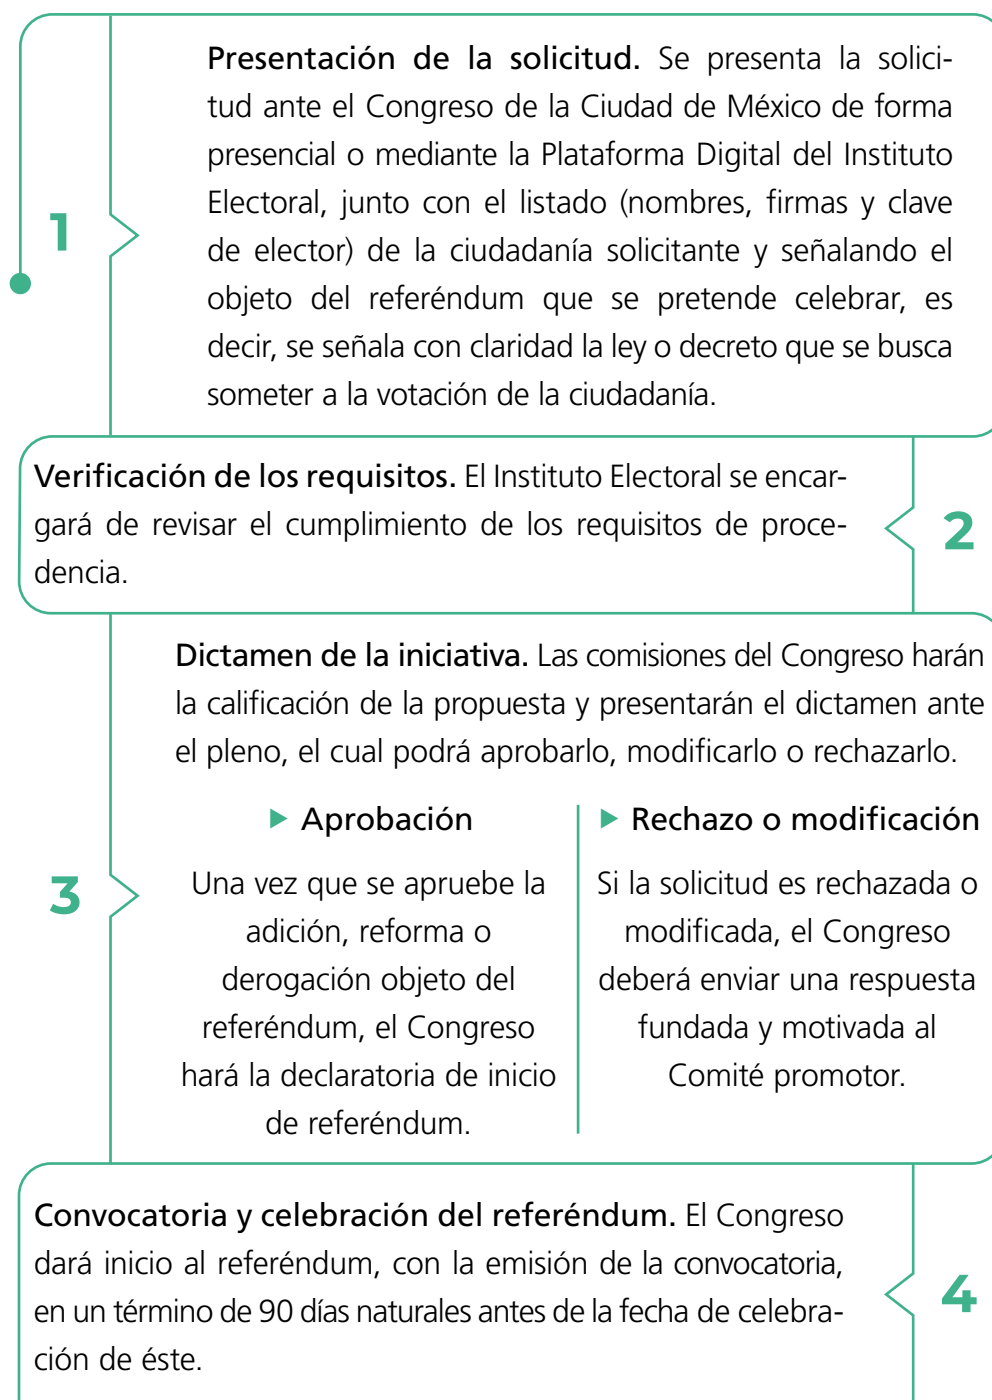 1
Presentación de la solicitud. Se presenta la solici-
tud ante el Congreso de la Ciudad de México de forma
presencial o mediante la Plataforma Digital del Instituto
Electoral, junto con el listado (nombres, firmas y clave
de elector) de la ciudadanía solicitante y señalando el
objeto del referéndum que se pretende celebrar, es
decir, se señala con claridad la ley o decreto que se busca
someter a la votación de la ciudadanía.
2
Verificación de los requisitos. El Instituto Electoral se encar-
gará de revisar el cumplimiento de los requisitos de proce-
dencia.
3
Dictamen de la iniciativa. Las comisiones del Congreso harán
la calificación de la propuesta y presentarán el dictamen ante
el pleno, el cual podrá aprobarlo, modificarlo o rechazarlo.
▶ Aprobación
Una vez que se apruebe la
adición, reforma o
derogación objeto del
referéndum, el Congreso
hará la declaratoria de inicio
de referéndum.
▶ Rechazo o modificación
Si la solicitud es rechazada o
modificada, el Congreso
deberá enviar una respuesta
fundada y motivada al
Comité promotor.
4
Convocatoria y celebración del referéndum. El Congreso
dará inicio al referéndum, con la emisión de la convocatoria,
en un término de 90 días naturales antes de la fecha de celebra-
ción de éste.